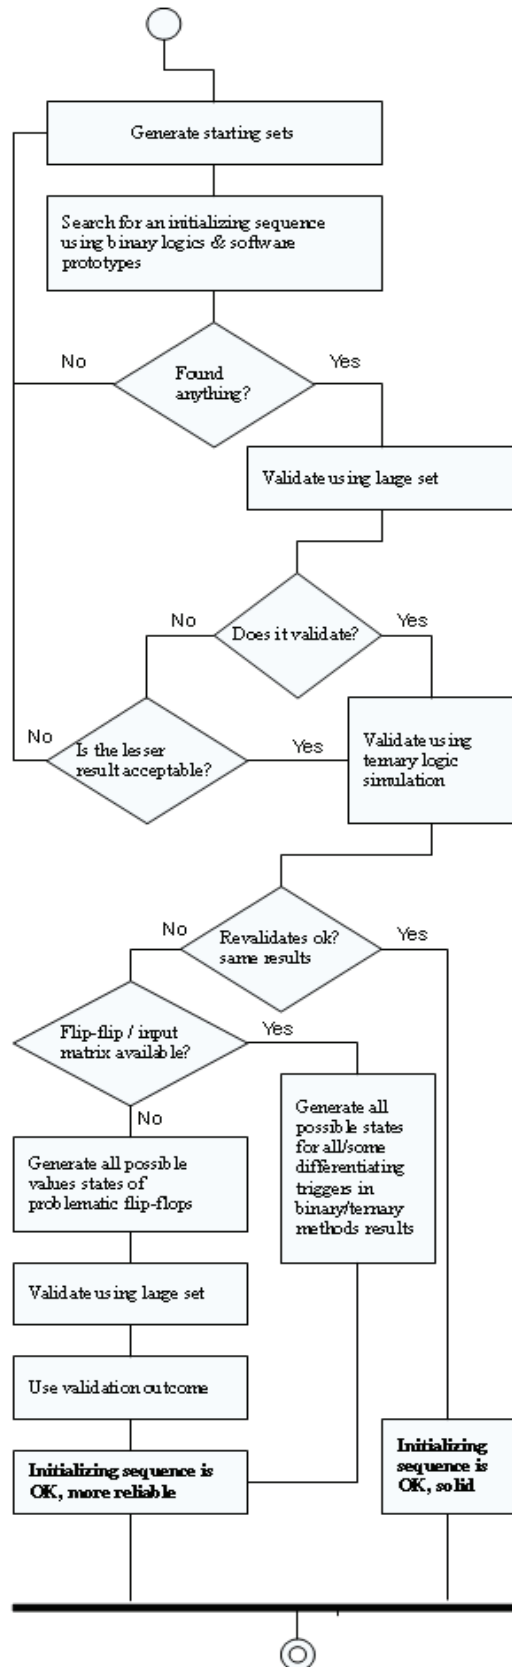 Generate starting sets
Search for an initializing sequence
using binary logics & software
prototypes
No
Yes
Found
anything?
Validate using large set
No
Yes
Does it validate?
No
Is the lesser
result acceptable?
Yes
Validate using
ternary logic
simulation
No
Revalidates ok?
same results
Yes
Flip-flip / input
matrix available?
Yes
No
Generate all
possible states
for all/some
differentiating
triggers in
binary/ternary
methods results
Generate all possible
values states of
problematic flip-flops
Validate using large set
Use validation outcome
Initializing sequence is
OK, more reliable
Initializing
sequence is
OK, solid